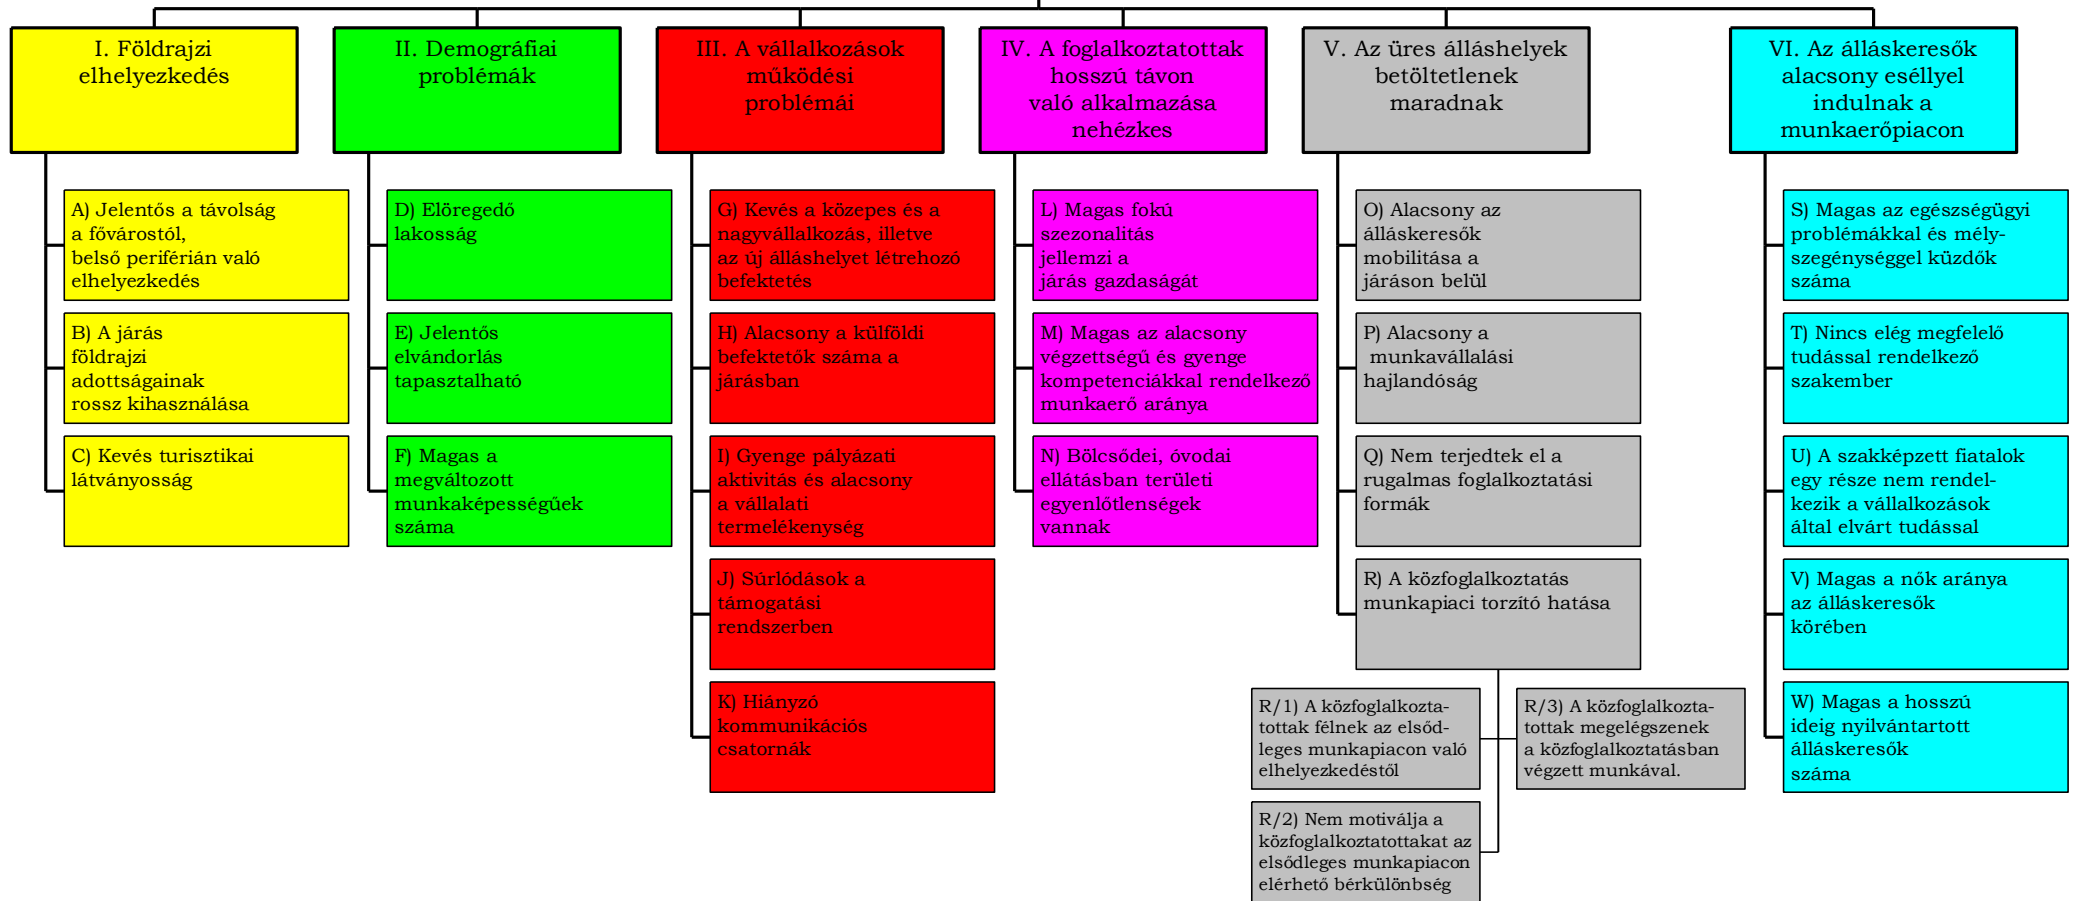 I. Földrajzi
elhelyezkedés
A) Jelentős a távolság
a fővárostól,
belső periférián való
elhelyezkedés
B) A járás
földrajzi
adottságainak
rossz kihasználása
C) Kevés turisztikai
látványosság
II. Demográfiai
problémák
D) Elöregedő
lakosság
E) Jelentős
elvándorlás
tapasztalható
F) Magas a
megváltozott
munkaképességűek
száma
III. A vállalkozások
működési
problémái
G) Kevés a közepes és a
nagyvállalkozás, illetve
az új álláshelyet létrehozó
befektetés
H) Alacsony a külföldi
befektetők száma a
járásban
I) Gyenge pályázati
aktivitás és alacsony
a vállalati
termelékenység
J) Súrlódások a
támogatási
rendszerben
K) Hiányzó
kommunikációs
csatornák
IV. A foglalkoztatottak
hosszú távon
való alkalmazása
nehézkes
L) Magas fokú
szezonalitás
jellemzi a
járás gazdaságát
M) Magas az alacsony
végzettségű és gyenge
kompetenciákkal rendelkező
munkaerő aránya
N) Bölcsődei, óvodai
ellátásban területi
egyenlőtlenségek
vannak
V. Az üres álláshelyek
betöltetlenek
maradnak
O) Alacsony az
álláskeresők
mobilitása a
járáson belül
P) Alacsony a
munkavállalási
hajlandóság
Q) Nem terjedtek el a
rugalmas foglalkoztatási
formák
R) A közfoglalkoztatás
munkapiaci torzító hatása
R/1) A közfoglalkozta-
tottak félnek az elsőd-
leges munkapiacon való
elhelyezkedéstől
R/3) A közfoglalkozta-
tottak megelégszenek
a közfoglalkoztatásban
végzett munkával.
R/2) Nem motiválja a
közfoglalkoztatottakat az
elsődleges munkapiacon
elérhető bérkülönbség
VI. Az álláskeresők
alacsony eséllyel
indulnak a
munkaerőpiacon
S) Magas az egészségügyi
problémákkal és mély-
szegénységgel küzdők
száma
T) Nincs elég megfelelő
tudással rendelkező
szakember
U) A szakképzett fiatalok
egy része nem rendel-
kezik a vállalkozások
által elvárt tudással
V) Magas a nők aránya
az álláskeresők
körében
W) Magas a hosszú
ideig nyilvántartott
álláskeresők
száma